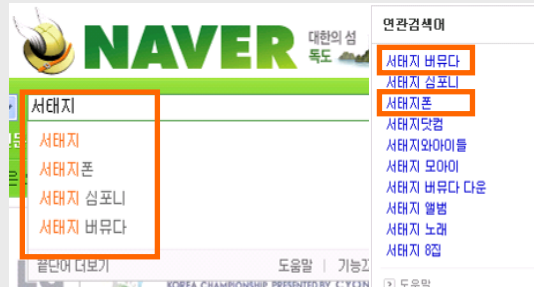 NAVER
대한의 섬
독도
서태지
서태지
서태지폰
서태지 심포니
서태지 버뮤다
끝단어 더보기
도움말
KOREA CHAMPIONSHIP PRESENTED BY CYON
연관검색어
서태지 버뮤다
서태지 심포니
서태지폰
서태지닷컴
서태지와아이들
서태지 모아이
서태지 버뮤다 다운
서태지 앨범
서태지 노래
서태지 8집
도움말